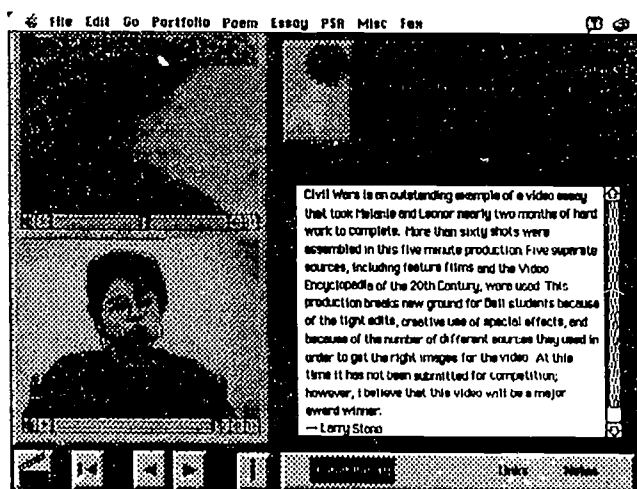 File Edit Go Portfolio Poem Essay PSA Misc Fax
Civil Wars is an outstanding example of a video essay
that took Melanie and Leonor nearly two months of hard
work to complete. More than sixty shots were
assembled in this five minute production. Five separate
sources, including feature films and the Video
Encyclopedia of the 20th Century, were used. This
production breaks new ground for Bell students because
of the tight edits, creative use of special effects, and
because of the number of different sources they used in
order to get the right images for the video. At this
time it has not been submitted for competition;
however, I believe that this video will be a major
award winner.
— Larry Stone
Links Notes